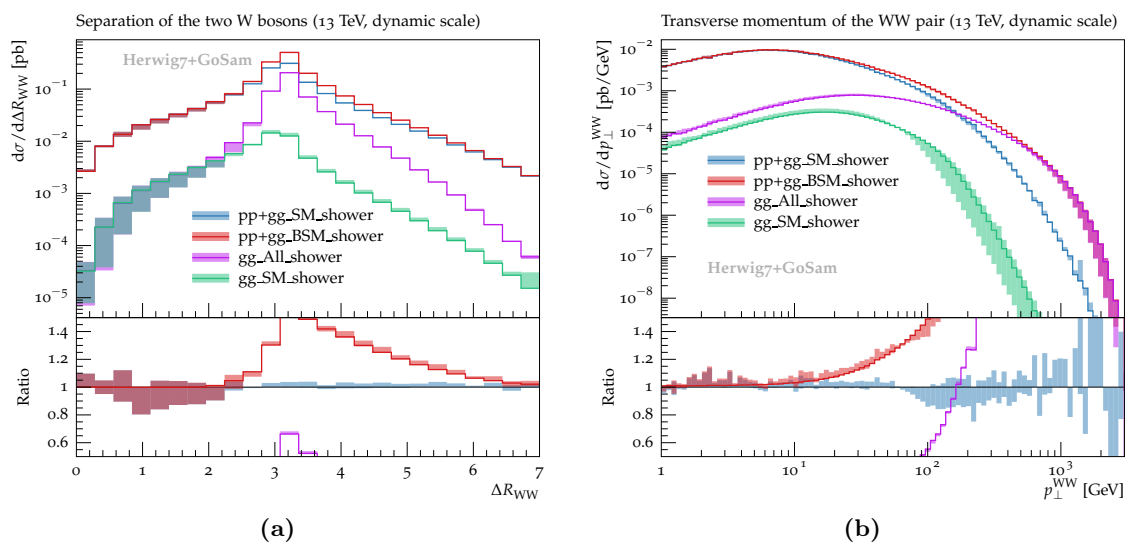 Separation of the two W bosons (13 TeV, dynamic scale)
dσ/dΔR_WW [pb]
Herwig7+GoSam
10^−1
10^−2
10^−3
10^−4
10^−5
pp+gg_SM_shower
pp+gg_BSM_shower
gg_All_shower
gg_SM_shower
Ratio
1.4
1.2
1
0.8
0.6
0 1 2 3 4 5 6 7
ΔR_WW
(a)
Transverse momentum of the WW pair (13 TeV, dynamic scale)
dσ/dp_⊥^WW [pb/GeV]
10^−2
10^−3
10^−4
10^−5
10^−6
10^−7
10^−8
pp+gg_SM_shower
pp+gg_BSM_shower
gg_All_shower
gg_SM_shower
Herwig7+GoSam
Ratio
1.4
1.2
1
0.8
0.6
1 10^1 10^2 10^3
p_⊥^WW [GeV]
(b)